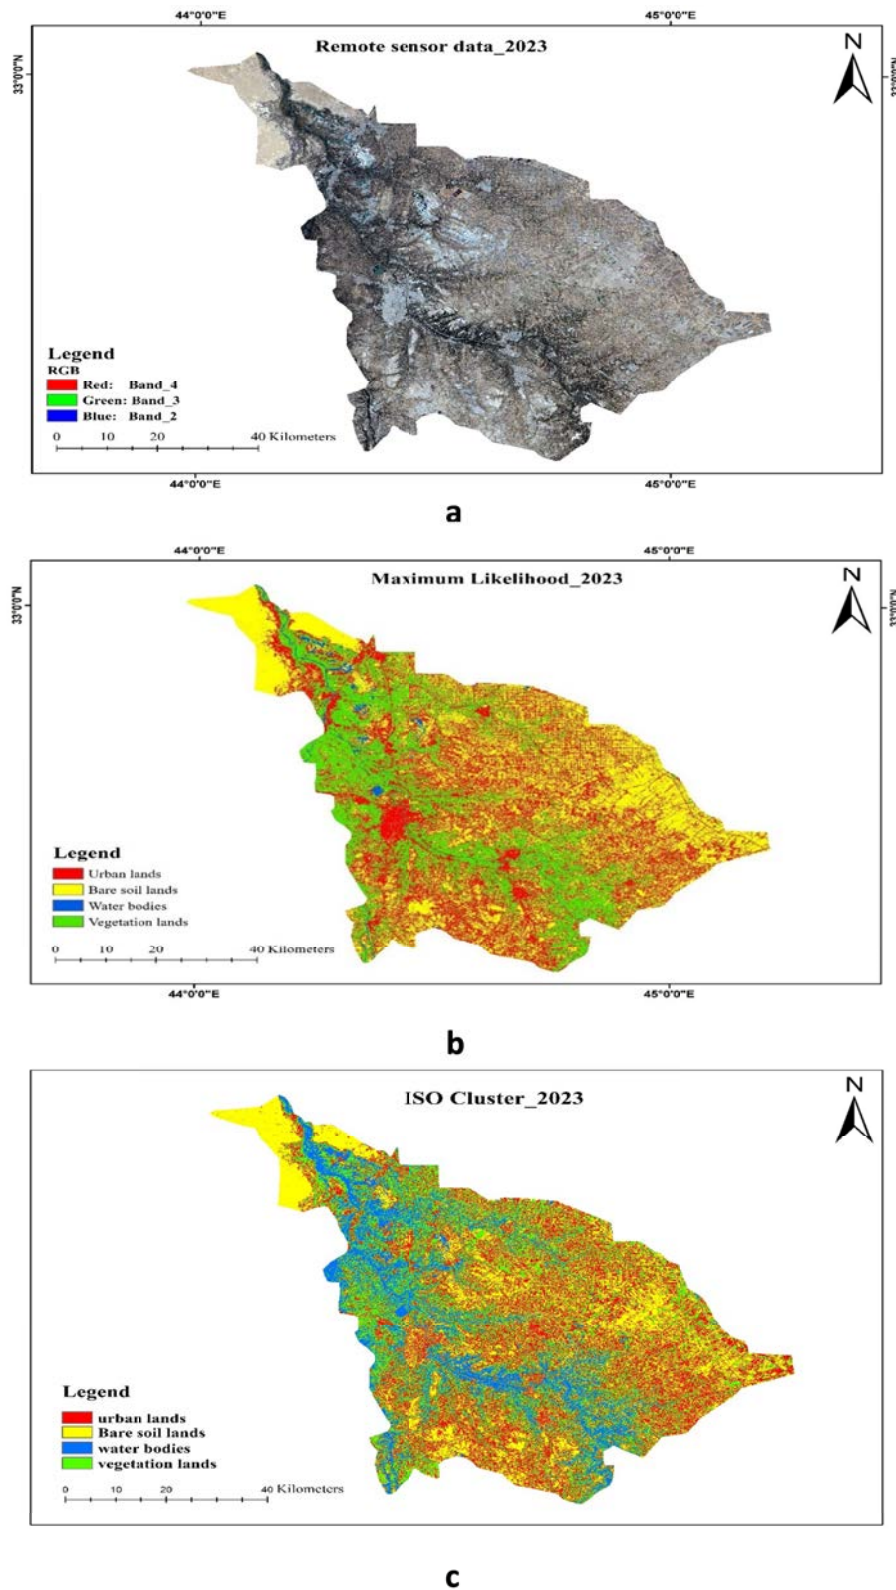 44°0'0"E 45°0'0"E
Remote sensor data_2023
N
33°0'0"N
Legend
RGB
Red: Band_4
Green: Band_3
Blue: Band_2
0 10 20 40 Kilometers
44°0'0"E 45°0'0"E
a
44°0'0"E 45°0'0"E
Maximum Likelihood_2023
N
33°0'0"N
Legend
Urban lands
Bare soil lands
Water bodies
Vegetation lands
0 10 20 40 Kilometers
44°0'0"E 45°0'0"E
b
ISO Cluster_2023
N
Legend
urban lands
Bare soil lands
water bodies
vegetation lands
0 10 20 40 Kilometers
c